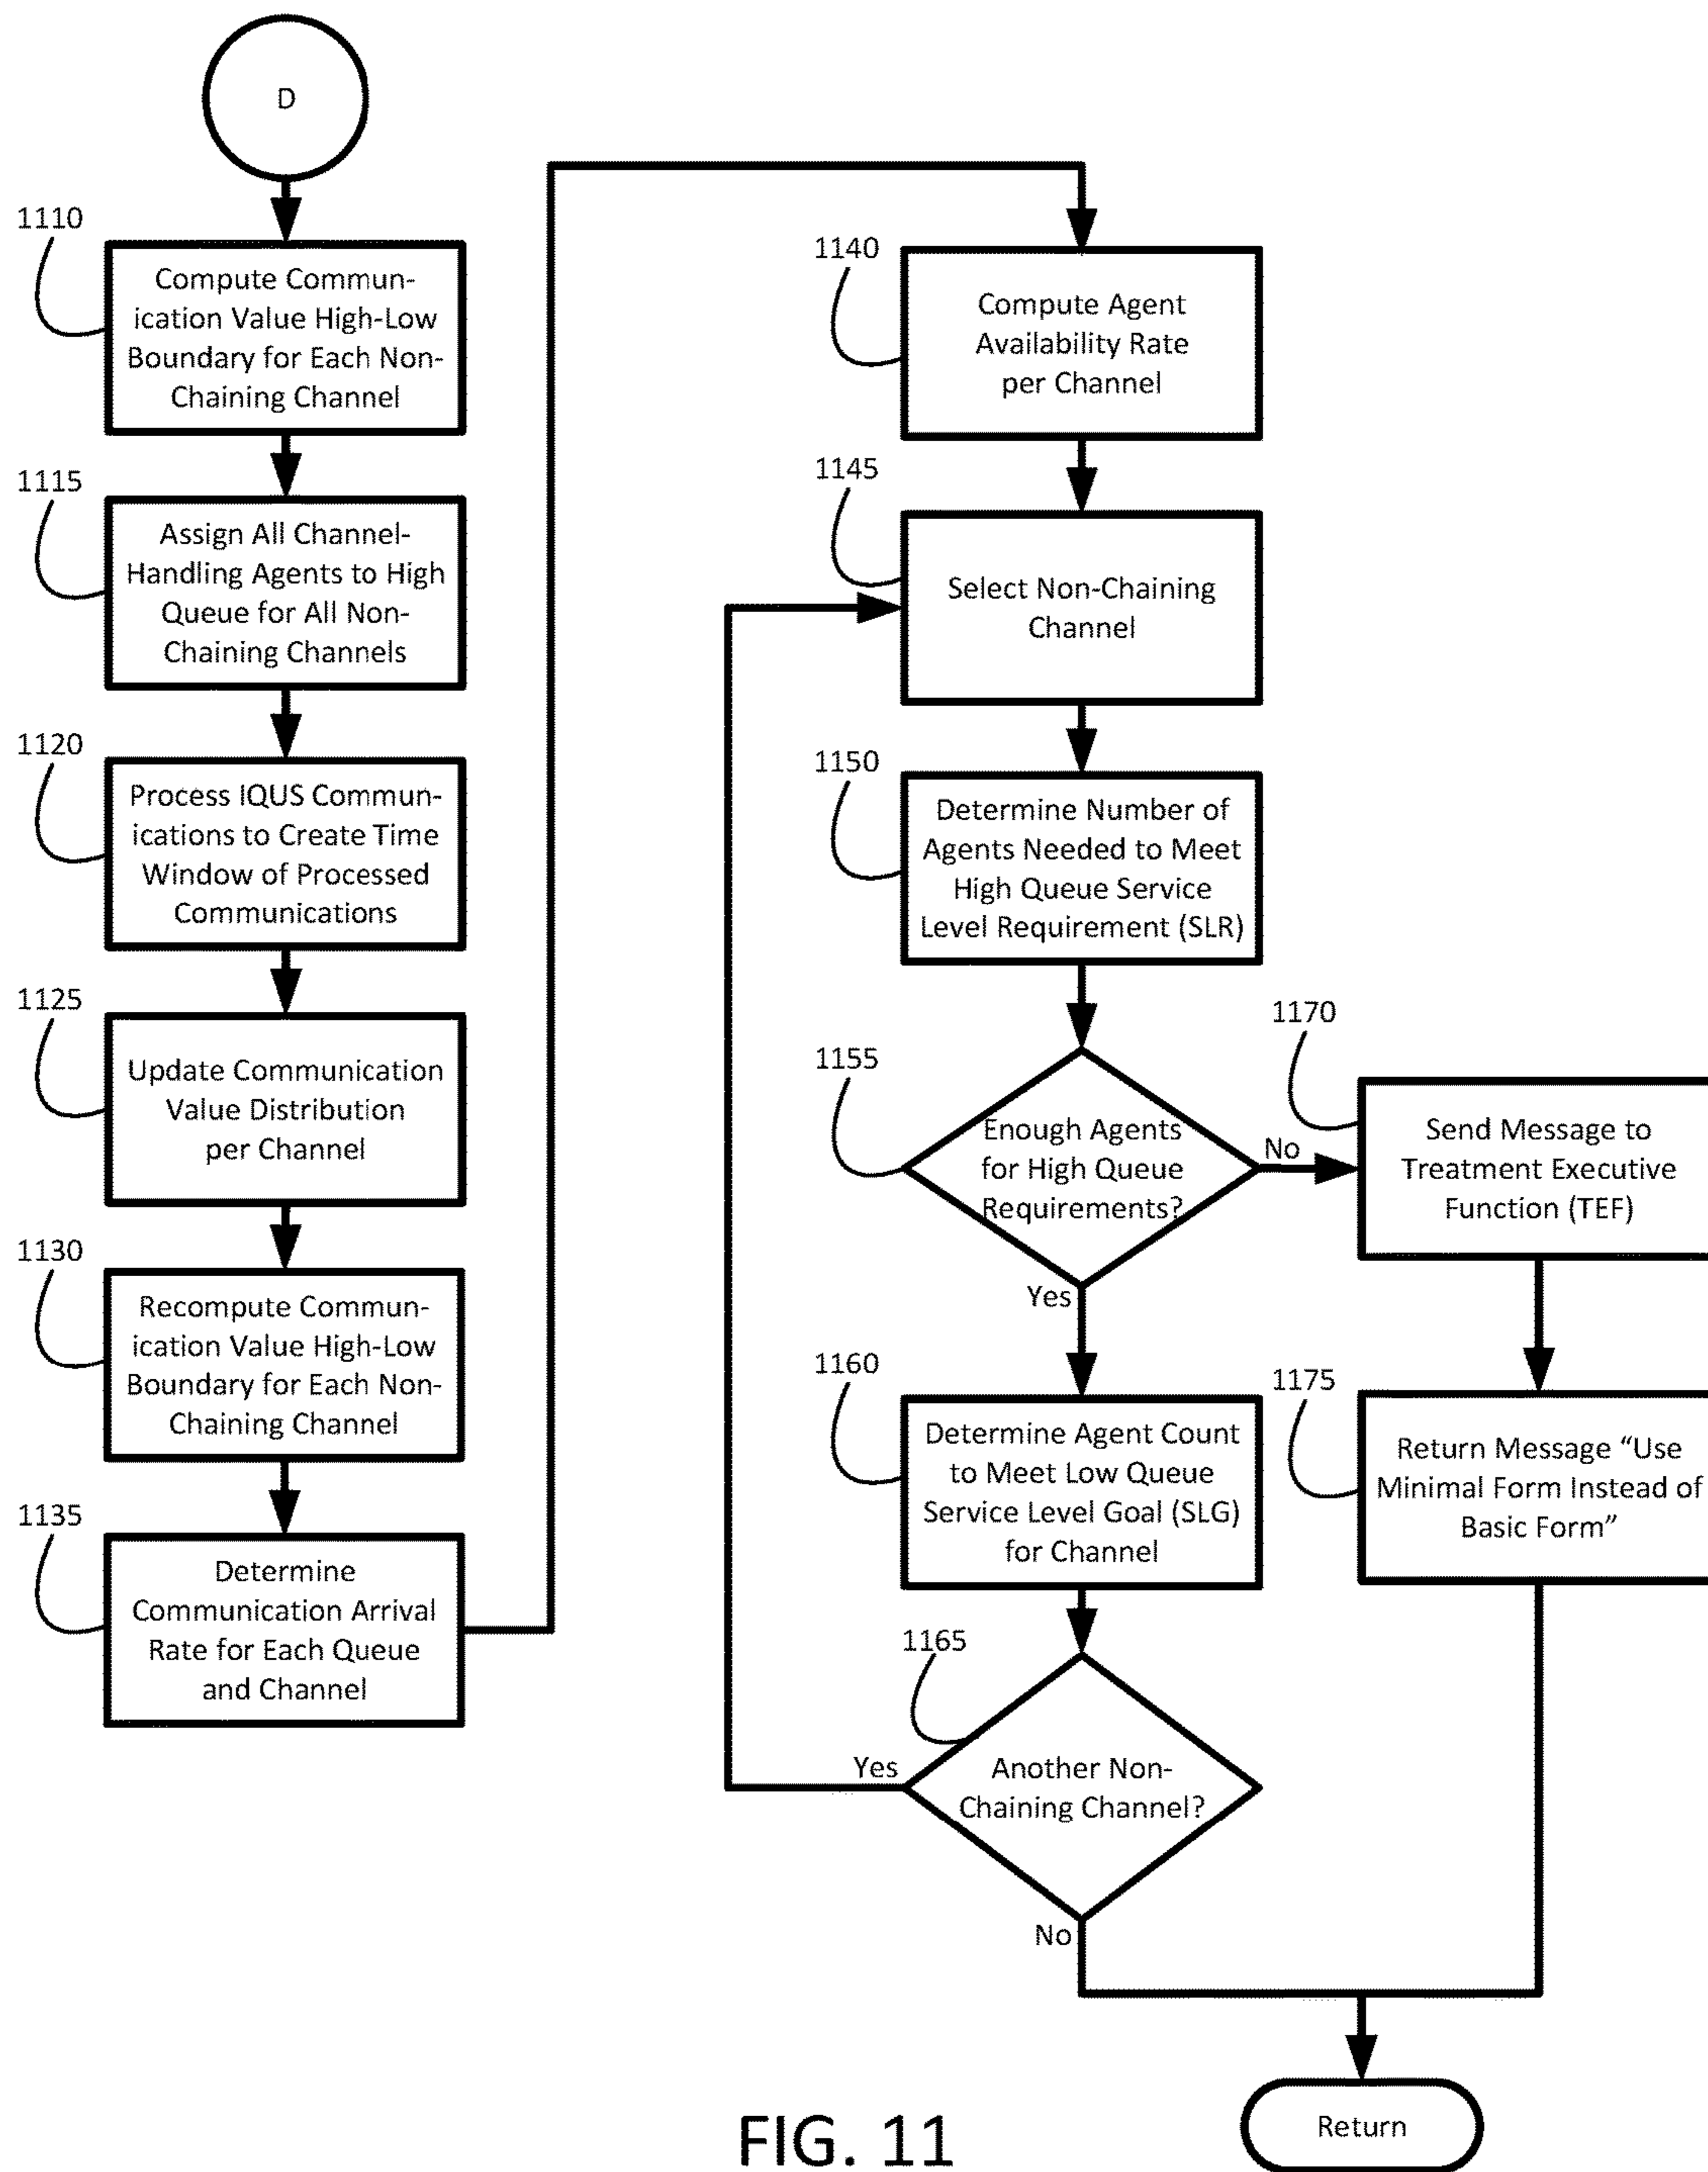 D
1110
Compute Commun-
ication Value High-Low
Boundary for Each Non-
Chaining Channel
1115
Assign All Channel-
Handling Agents to High
Queue for All Non-
Chaining Channels
1120
Process IQUS Commun-
ications to Create Time
Window of Processed
Communications
1125
Update Communication
Value Distribution
per Channel
1130
Recompute Commun-
ication Value High-Low
Boundary for Each Non-
Chaining Channel
1135
Determine
Communication Arrival
Rate for Each Queue
and Channel
1140
Compute Agent
Availability Rate
per Channel
1145
Select Non-Chaining
Channel
1150
Determine Number of
Agents Needed to Meet
High Queue Service
Level Requirement (SLR)
1155
Enough Agents
for High Queue
Requirements?
No
Yes
1170
Send Message to
Treatment Executive
Function (TEF)
1160
Determine Agent Count
to Meet Low Queue
Service Level Goal (SLG)
for Channel
1175
Return Message “Use
Minimal Form Instead of
Basic Form”
1165
Another Non-
Chaining Channel?
Yes
No
Return
FIG. 11